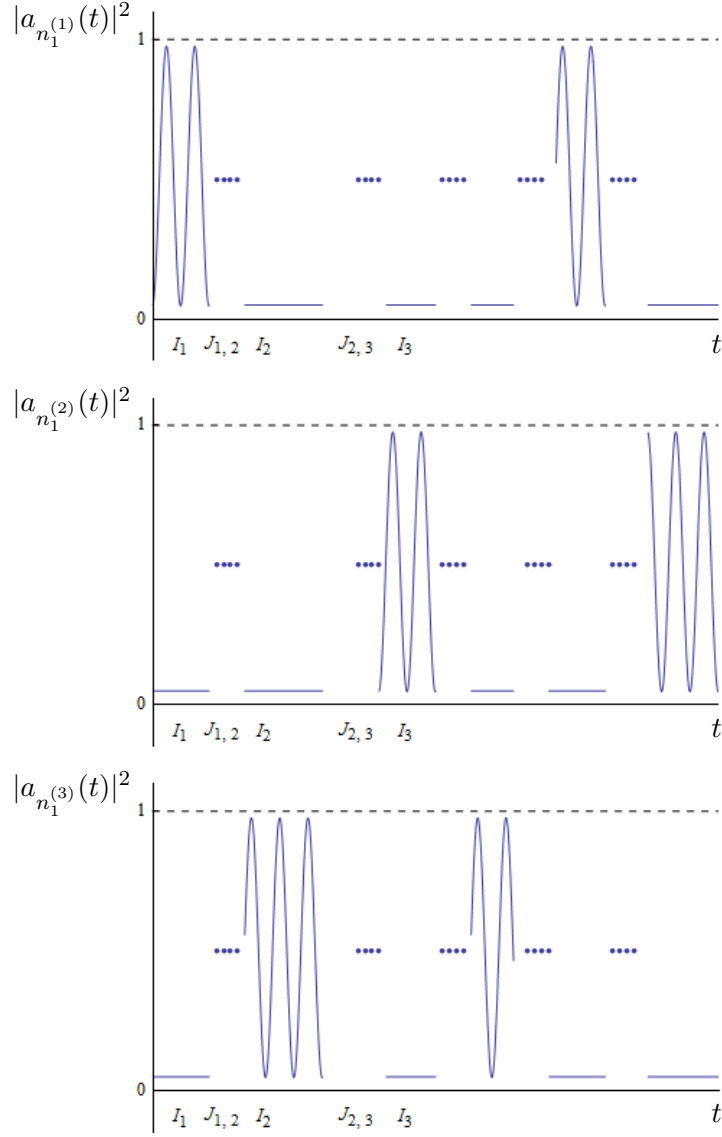 |a_{n_1^{(1)}}(t)|^2
1
0
I_1 J_{1,2} I_2 J_{2,3} I_3 t
|a_{n_1^{(2)}}(t)|^2
1
0
I_1 J_{1,2} I_2 J_{2,3} I_3 t
|a_{n_1^{(3)}}(t)|^2
1
0
I_1 J_{1,2} I_2 J_{2,3} I_3 t